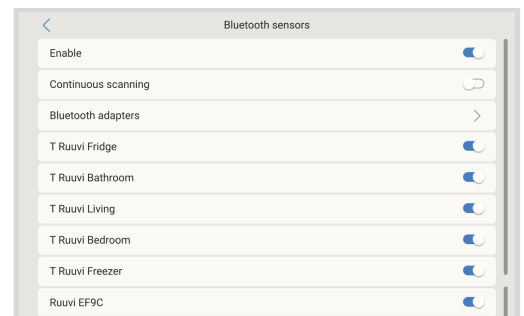 Bluetooth sensors
Enable
Continuous scanning
Bluetooth adapters
T Ruuvi Fridge
T Ruuvi Bathroom
T Ruuvi Living
T Ruuvi Bedroom
T Ruuvi Freezer
Ruuvi EF9C